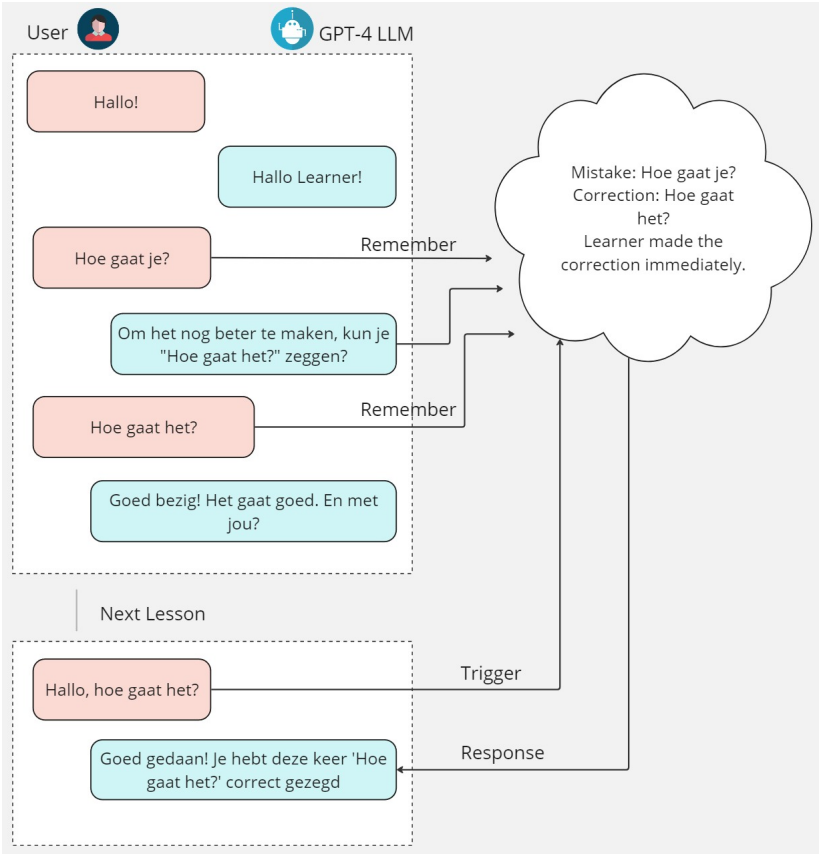 User
GPT-4 LLM
Hallo!
Hallo Learner!
Hoe gaat je?
Remember
Mistake: Hoe gaat je?
Correction: Hoe gaat
het?
Learner made the
correction immediately.
Om het nog beter te maken, kun je
"Hoe gaat het?" zeggen?
Hoe gaat het?
Remember
Goed bezig! Het gaat goed. En met
jou?
Next Lesson
Hallo, hoe gaat het?
Trigger
Goed gedaan! Je hebt deze keer 'Hoe
gaat het?' correct gezegd
Response